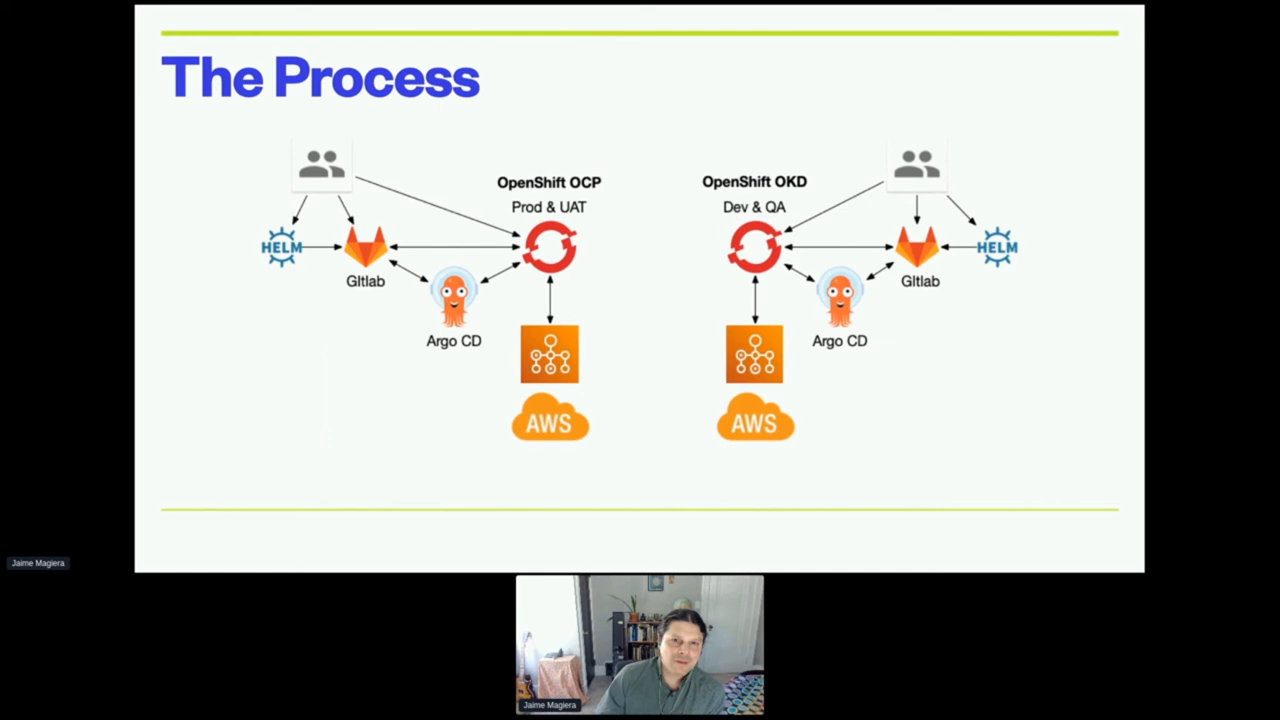 The Process
OpenShift OCP
Prod & UAT
OpenShift OKD
Dev & QA
HELM
GItlab
Argo CD
AWS
GItlab
HELM
Argo CD
AWS
Jaime Magiera
Jaime Magiera